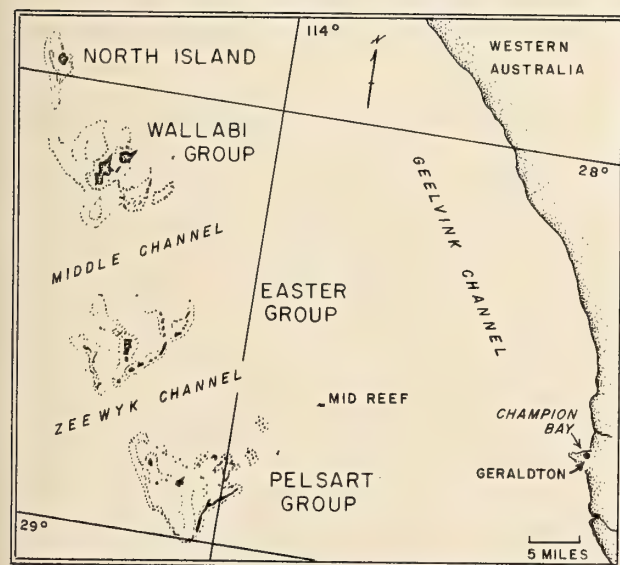 114°
N
NORTH ISLAND
WESTERN
AUSTRALIA
WALLABI
GROUP
28°
GEELVINK CHANNEL
MIDDLE CHANNEL
EASTER
GROUP
ZEEWYK CHANNEL
MID REEF
CHAMPION
BAY
GERALDTON
PELSART
GROUP
29°
5 MILES